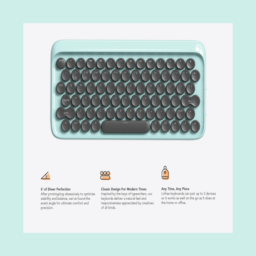 5° of Sheer Perfection
After prototyping obsessively to optimize
stability and balance, we've found the
exact angle for ultimate comfort and
precision.
Classic Design For Modern Times
Inspired by the keys of typewriters, our
keyboards deliver a natural feel and
responsiveness appreciated by creatives
of all kinds.
Any Time, Any Place
Lofree keyboards can pair up to 3 devices
so it works as well on the go as it does at
the home or office.